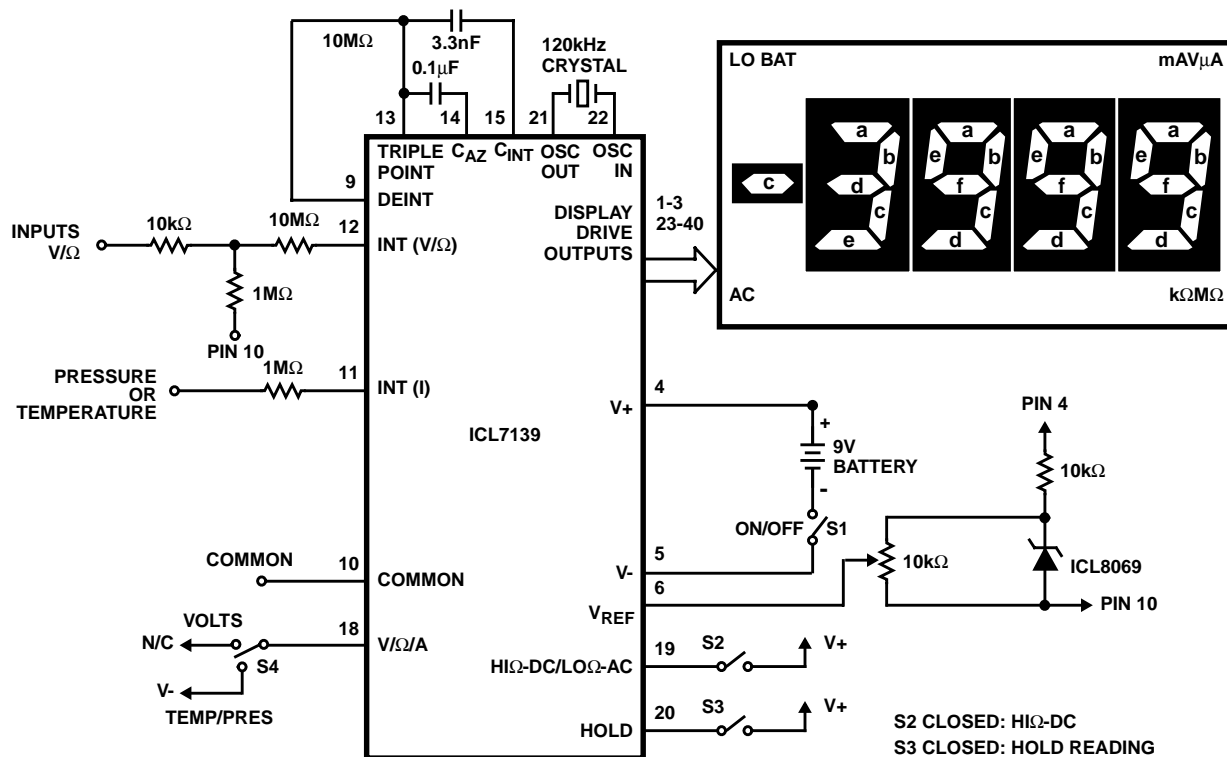 10MΩ
3.3nF
0.1μF
120kHz
CRYSTAL
13
14
15
21
22
TRIPLE
POINT
CAZ
CINT
OSC
OUT
OSC
IN
9
DEINT
INPUTS
V/Ω
10kΩ
10MΩ
12
INT (V/Ω)
1MΩ
PIN 10
PRESSURE
OR
TEMPERATURE
1MΩ
11
INT (I)
ICL7139
DISPLAY
DRIVE
OUTPUTS
1-3
23-40
LO BAT
mAVμA
c
a
b
d
c
e
a
e
b
f
c
d
a
e
b
f
c
d
a
e
b
f
c
d
AC
kΩMΩ
V+
4
+
9V
BATTERY
-
ON/OFF
S1
V-
5
VREF
6
PIN 4
10kΩ
10kΩ
ICL8069
PIN 10
COMMON
10
COMMON
VOLTS
18
V/Ω/A
N/C
S4
V-
TEMP/PRES
HIΩ-DC/LOΩ-AC
19
S2
V+
HOLD
20
S3
V+
S2 CLOSED: HIΩ-DC
S3 CLOSED: HOLD READING